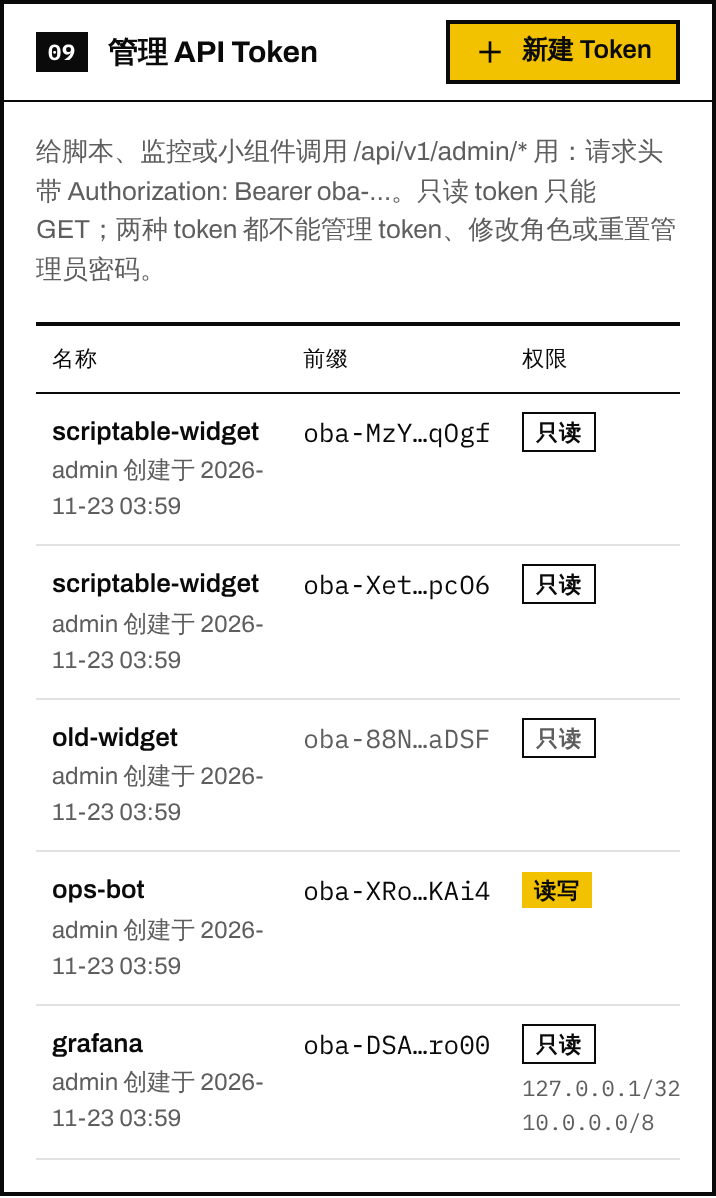 09 管理 API Token ＋ 新建 Token
给脚本、监控或小组件调用 /api/v1/admin/* 用：请求头
带 Authorization: Bearer oba-...。只读 token 只能
GET；两种 token 都不能管理 token、修改角色或重置管
理员密码。
名称 前缀 权限
scriptable-widget oba-MzY…qOgf 只读
admin 创建于 2026-
11-23 03:59
scriptable-widget oba-Xet…pcO6 只读
admin 创建于 2026-
11-23 03:59
old-widget oba-88N…aDSF 只读
admin 创建于 2026-
11-23 03:59
ops-bot oba-XRo…KAi4 读写
admin 创建于 2026-
11-23 03:59
grafana oba-DSA…ro00 只读
admin 创建于 2026- 127.0.0.1/32
11-23 03:59 10.0.0.0/8